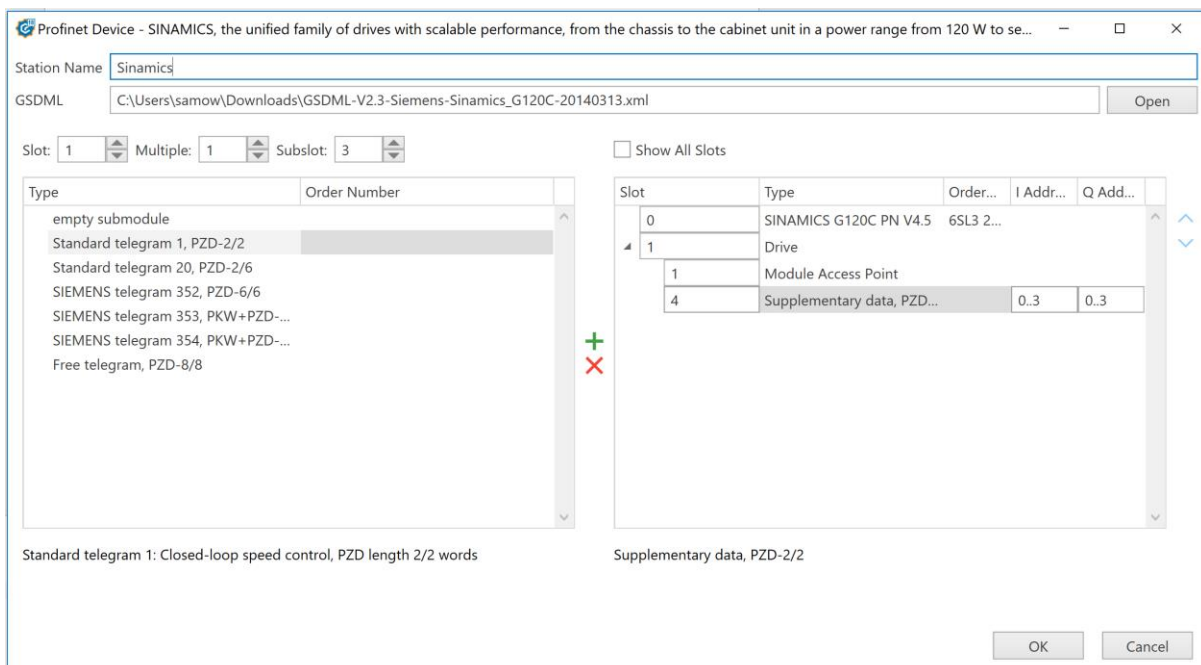 Profinet Device - SINAMICS, the unified family of drives with scalable performance, from the chassis to the cabinet unit in a power range from 120 W to se...
Station Name Sinamics
GSDML C:\Users\samow\Downloads\GSDML-V2.3-Siemens-Sinamics_G120C-20140313.xml Open
Slot: 1 Multiple: 1 Subslot: 3 Show All Slots
Type Order Number Slot Type Order... I Addr... Q Add...
empty submodule 0 SINAMICS G120C PN V4.5 6SL3 2...
Standard telegram 1, PZD-2/2 1 Drive
Standard telegram 20, PZD-2/6 1 Module Access Point
SIEMENS telegram 352, PZD-6/6 4 Supplementary data, PZD... 0..3 0..3
SIEMENS telegram 353, PKW+PZD-...
SIEMENS telegram 354, PKW+PZD-...
Free telegram, PZD-8/8
Standard telegram 1: Closed-loop speed control, PZD length 2/2 words Supplementary data, PZD-2/2
OK Cancel